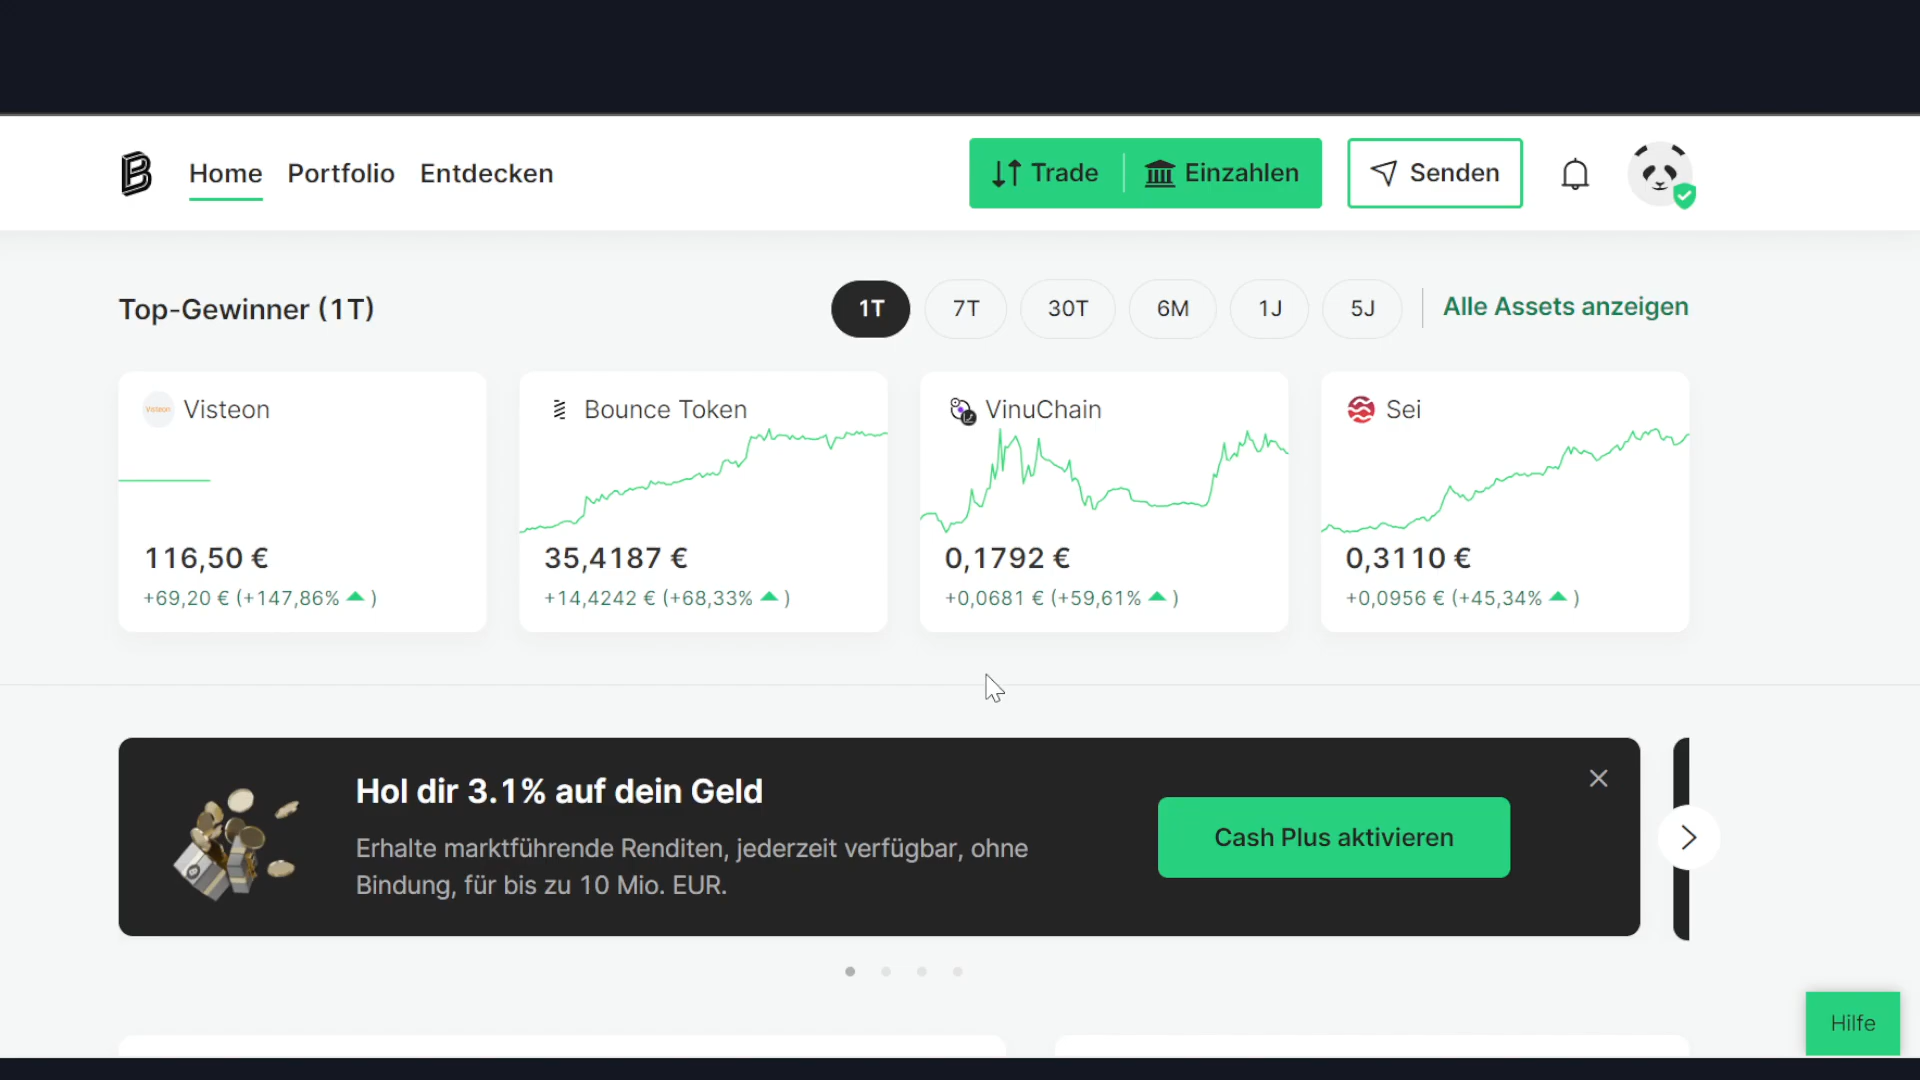 Home Portfolio Entdecken Trade Einzahlen Senden
Top-Gewinner (1T) 1T 7T 30T 6M 1J 5J Alle Assets anzeigen
Visteon Visteon
116,50 €
+69,20 € (+147,86% )
Bounce Token
35,4187 €
+14,4242 € (+68,33% )
VinuChain
0,1792 €
+0,0681 € (+59,61% )
Sei
0,3110 €
+0,0956 € (+45,34% )
Hol dir 3.1% auf dein Geld
Erhalte marktführende Renditen, jederzeit verfügbar, ohne
Bindung, für bis zu 10 Mio. EUR.
Cash Plus aktivieren
Hilfe